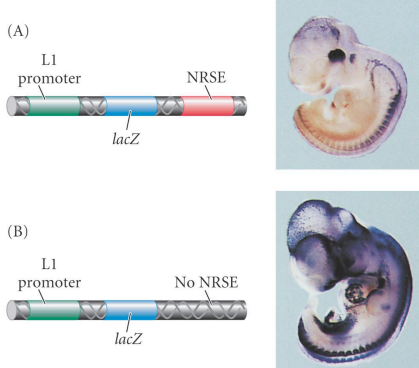 (A)
L1
promoter
NRSE
lacZ
(B)
L1
promoter
No NRSE
lacZ